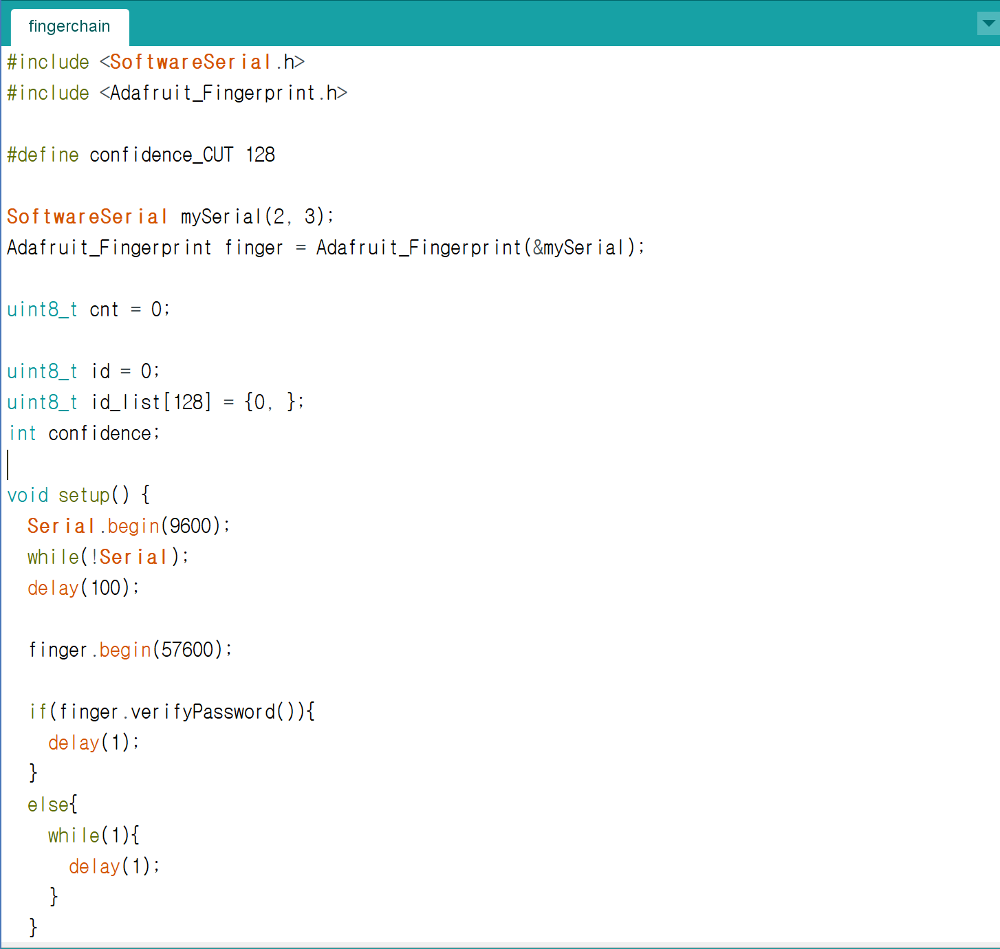 fingerchain
#include <SoftwareSerial.h>
#include <Adafruit_Fingerprint.h>
#define confidence_CUT 128
SoftwareSerial mySerial(2, 3);
Adafruit_Fingerprint finger = Adafruit_Fingerprint(&mySerial);
uint8_t cnt = 0;
uint8_t id = 0;
uint8_t id_list[128] = {0, };
int confidence;
void setup() {
  Serial.begin(9600);
  while(!Serial);
  delay(100);
  finger.begin(57600);
  if(finger.verifyPassword()){
    delay(1);
  }
  else{
    while(1){
      delay(1);
    }
  }